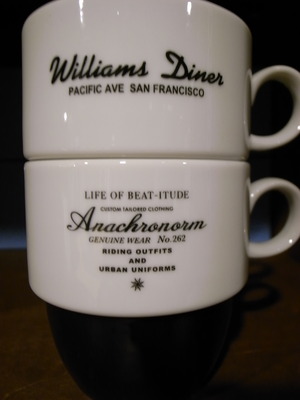 Williams Diner
PACIFIC AVE SAN FRANCISCO
LIFE OF BEAT-ITUDE
CUSTOM TAILORED CLOTHING
Anachronorm
GENUINE WEAR No.262
RIDING OUTFITS
AND
URBAN UNIFORMS